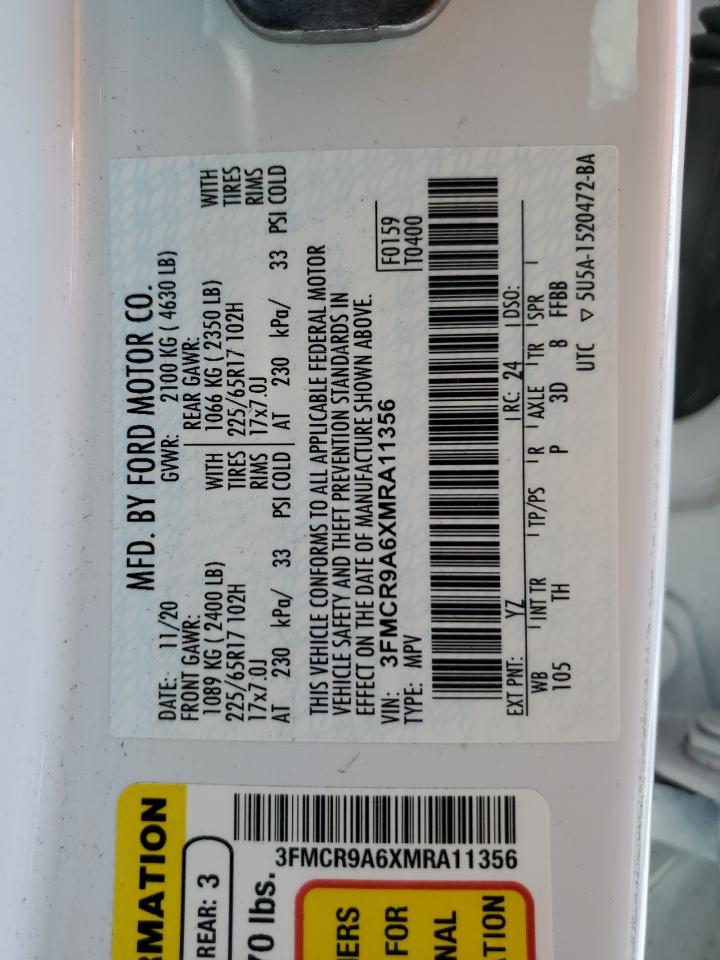 MFD. BY FORD MOTOR CO.
DATE: 11/20 GVWR: 2100 KG ( 4630 LB)
FRONT GAWR: REAR GAWR:
1089 KG ( 2400 LB) WITH 1066 KG ( 2350 LB) WITH
225/65R17 102H TIRES 225/65R17 102H TIRES
17x7.0J RIMS 17x7.0J RIMS
AT 230 kPa/ 33 PSI COLD AT 230 kPa/ 33 PSI COLD
THIS VEHICLE CONFORMS TO ALL APPLICABLE FEDERAL MOTOR
VEHICLE SAFETY AND THEFT PREVENTION STANDARDS IN
EFFECT ON THE DATE OF MANUFACTURE SHOWN ABOVE.
VIN: 3FMCR9A6XMRA11356
TYPE: MPV
F0159
T0400
EXT PNT: YZ RC: 24 DSO:
WB INT TR TP/PS R AXLE TR SPR
105 TH P 3D 8 FFBB
UTC ▽ 5U5A-1520472-BA
RMATION
REAR: 3
3FMCR9A6XMRA11356
70 lbs.
ERS
FOR
NAL
TION